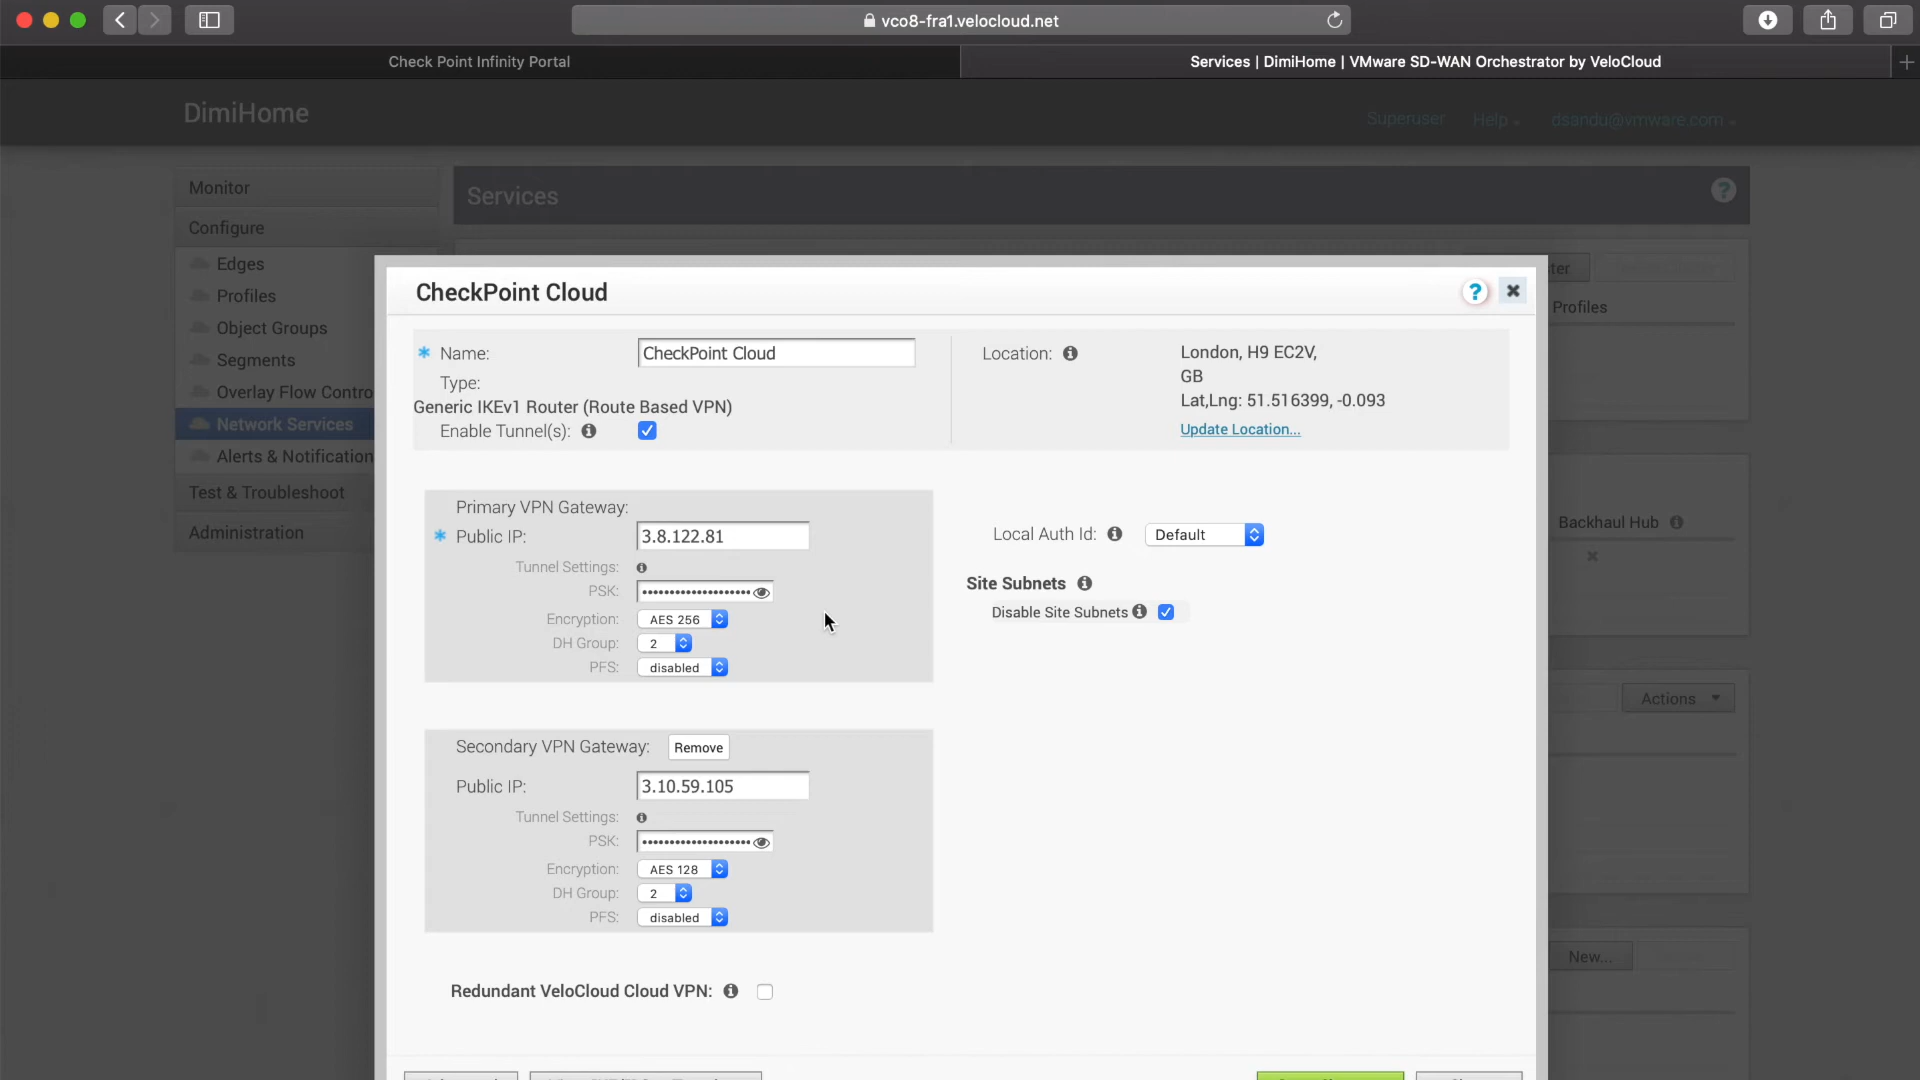 vco8-fra1.velocloud.net
Check Point Infinity Portal
Services | DimiHome | VMware SD-WAN Orchestrator by VeloCloud
DimiHome
Superuser
Help
dsandu@vmware.com
Monitor
Services
?
Configure
Edges
Profiles
Object Groups
Segments
Overlay Flow Contro
Network Services
Alerts & Notification
Test & Troubleshoot
Administration
Profiles
Backhaul Hub
Actions
New...
CheckPoint Cloud
?
* Name: CheckPoint Cloud
Type:
Generic IKEv1 Router (Route Based VPN)
Enable Tunnel(s):
Location: London, H9 EC2V,
GB
Lat,Lng: 51.516399, -0.093
Update Location...
Primary VPN Gateway:
* Public IP: 3.8.122.81
Tunnel Settings:
PSK: ••••••••••••••••••••
Encryption: AES 256
DH Group: 2
PFS: disabled
Local Auth Id: Default
Site Subnets
Disable Site Subnets
Secondary VPN Gateway: Remove
Public IP: 3.10.59.105
Tunnel Settings:
PSK: ••••••••••••••••••••
Encryption: AES 128
DH Group: 2
PFS: disabled
Redundant VeloCloud Cloud VPN: